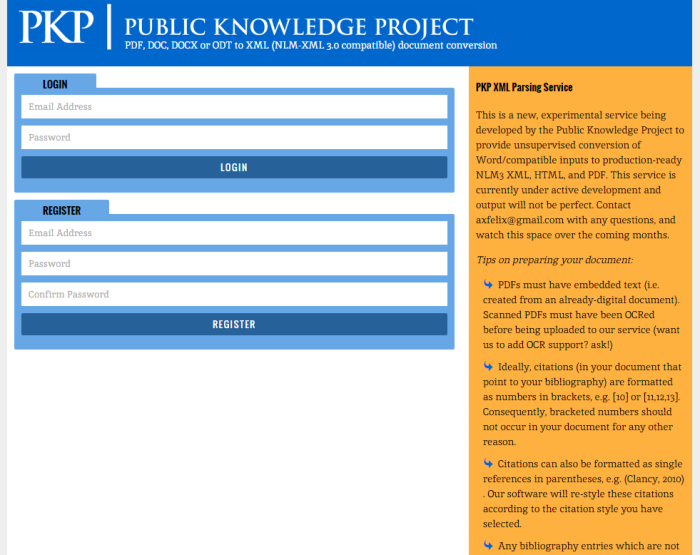 PKP | PUBLIC KNOWLEDGE PROJECT
PDF, DOC, DOCX or ODT to XML (NLM-XML 3.0 compatible) document conversion
LOGIN
Email Address
Password
LOGIN
REGISTER
Email Address
Password
Confirm Password
REGISTER
PKP XML Parsing Service
This is a new, experimental service being
developed by the Public Knowledge Project to
provide unsupervised conversion of
Word/compatible inputs to production-ready
NLM3 XML, HTML, and PDF. This service is
currently under active development and
output will not be perfect. Contact
axfelix@gmail.com with any questions, and
watch this space over the coming months.
Tips on preparing your document:
PDFs must have embedded text (i.e.
created from an already-digital document).
Scanned PDFs must have been OCRed
before being uploaded to our service (want
us to add OCR support? ask!)
Ideally, citations (in your document that
point to your bibliography) are formatted
as numbers in brackets, e.g. [10] or [11,12,13].
Consequently, bracketed numbers should
not occur in your document for any other
reason.
Citations can also be formatted as single
references in parentheses, e.g. (Clancy, 2010)
. Our software will re-style these citations
according to the citation style you have
selected.
Any bibliography entries which are not